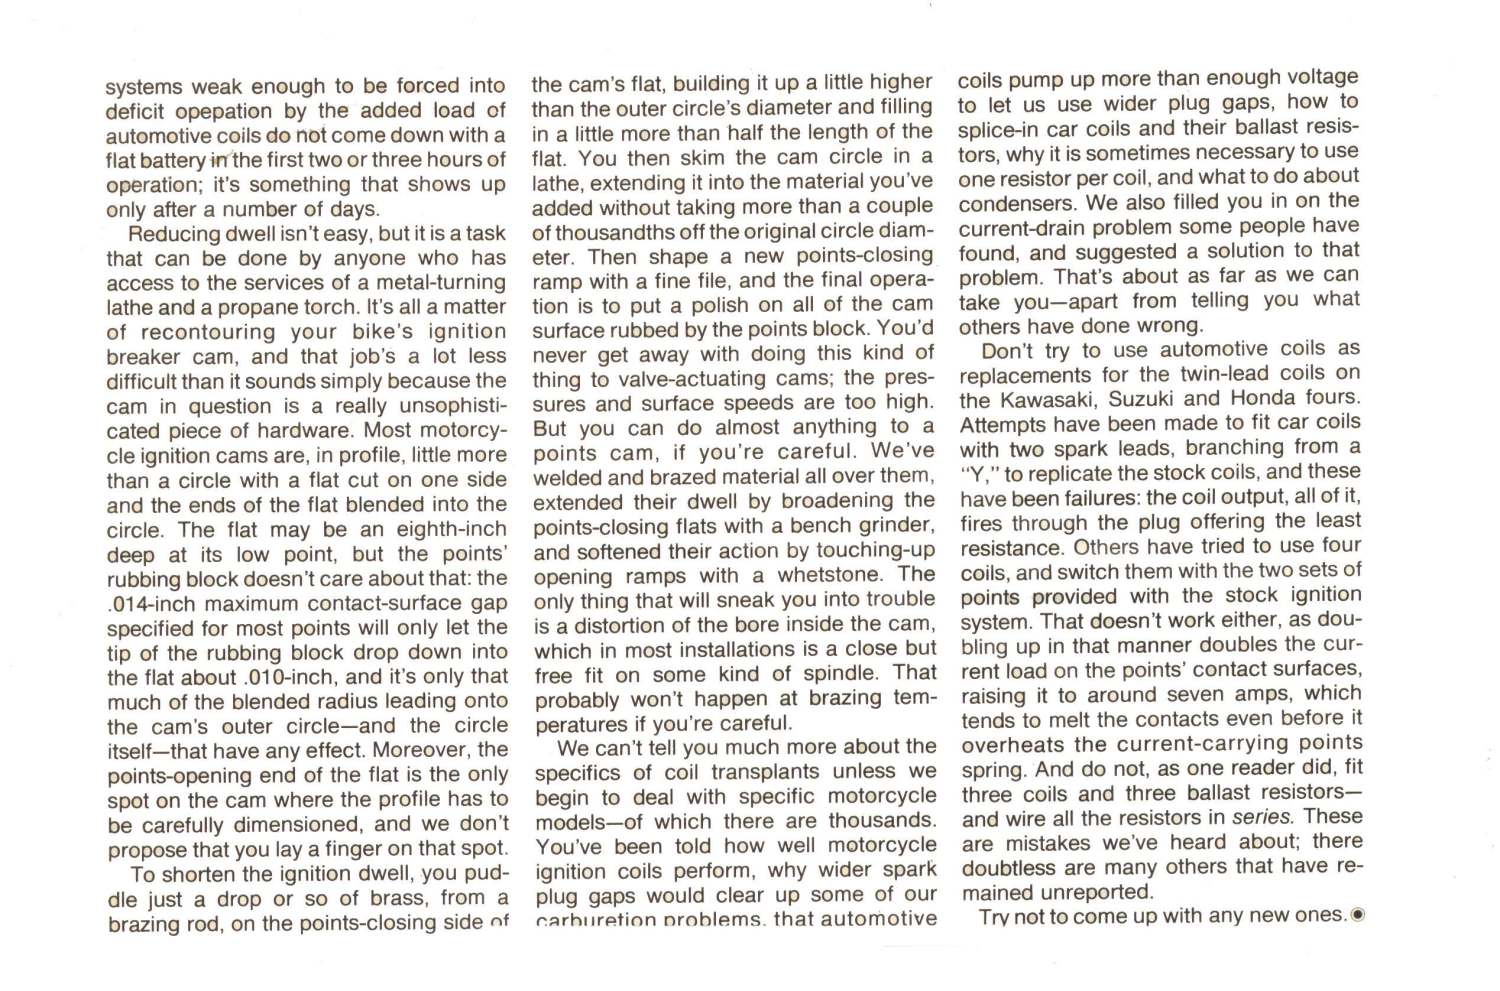 systems weak enough to be forced into
deficit opepation by the added load of
automotive coils do not come down with a
flat battery in the first two or three hours of
operation; it's something that shows up
only after a number of days.
Reducing dwell isn't easy, but it is a task
that can be done by anyone who has
access to the services of a metal-turning
lathe and a propane torch. It's all a matter
of recontouring your bike's ignition
breaker cam, and that job's a lot less
difficult than it sounds simply because the
cam in question is a really unsophisti-
cated piece of hardware. Most motorcy-
cle ignition cams are, in profile, little more
than a circle with a flat cut on one side
and the ends of the flat blended into the
circle. The flat may be an eighth-inch
deep at its low point, but the points'
rubbing block doesn't care about that: the
.014-inch maximum contact-surface gap
specified for most points will only let the
tip of the rubbing block drop down into
the flat about .010-inch, and it's only that
much of the blended radius leading onto
the cam's outer circle—and the circle
itself—that have any effect. Moreover, the
points-opening end of the flat is the only
spot on the cam where the profile has to
be carefully dimensioned, and we don't
propose that you lay a finger on that spot.
To shorten the ignition dwell, you pud-
dle just a drop or so of brass, from a
brazing rod, on the points-closing side of
the cam's flat, building it up a little higher
than the outer circle's diameter and filling
in a little more than half the length of the
flat. You then skim the cam circle in a
lathe, extending it into the material you've
added without taking more than a couple
of thousandths off the original circle diam-
eter. Then shape a new points-closing
ramp with a fine file, and the final opera-
tion is to put a polish on all of the cam
surface rubbed by the points block. You'd
never get away with doing this kind of
thing to valve-actuating cams; the pres-
sures and surface speeds are too high.
But you can do almost anything to a
points cam, if you're careful. We've
welded and brazed material all over them,
extended their dwell by broadening the
points-closing flats with a bench grinder,
and softened their action by touching-up
opening ramps with a whetstone. The
only thing that will sneak you into trouble
is a distortion of the bore inside the cam,
which in most installations is a close but
free fit on some kind of spindle. That
probably won't happen at brazing tem-
peratures if you're careful.
We can't tell you much more about the
specifics of coil transplants unless we
begin to deal with specific motorcycle
models—of which there are thousands.
You've been told how well motorcycle
ignition coils perform, why wider spark
plug gaps would clear up some of our
carburetion problems, that automotive
coils pump up more than enough voltage
to let us use wider plug gaps, how to
splice-in car coils and their ballast resis-
tors, why it is sometimes necessary to use
one resistor per coil, and what to do about
condensers. We also filled you in on the
current-drain problem some people have
found, and suggested a solution to that
problem. That's about as far as we can
take you—apart from telling you what
others have done wrong.
Don't try to use automotive coils as
replacements for the twin-lead coils on
the Kawasaki, Suzuki and Honda fours.
Attempts have been made to fit car coils
with two spark leads, branching from a
"Y," to replicate the stock coils, and these
have been failures: the coil output, all of it,
fires through the plug offering the least
resistance. Others have tried to use four
coils, and switch them with the two sets of
points provided with the stock ignition
system. That doesn't work either, as dou-
bling up in that manner doubles the cur-
rent load on the points' contact surfaces,
raising it to around seven amps, which
tends to melt the contacts even before it
overheats the current-carrying points
spring. And do not, as one reader did, fit
three coils and three ballast resistors—
and wire all the resistors in series. These
are mistakes we've heard about; there
doubtless are many others that have re-
mained unreported.
Try not to come up with any new ones.◉